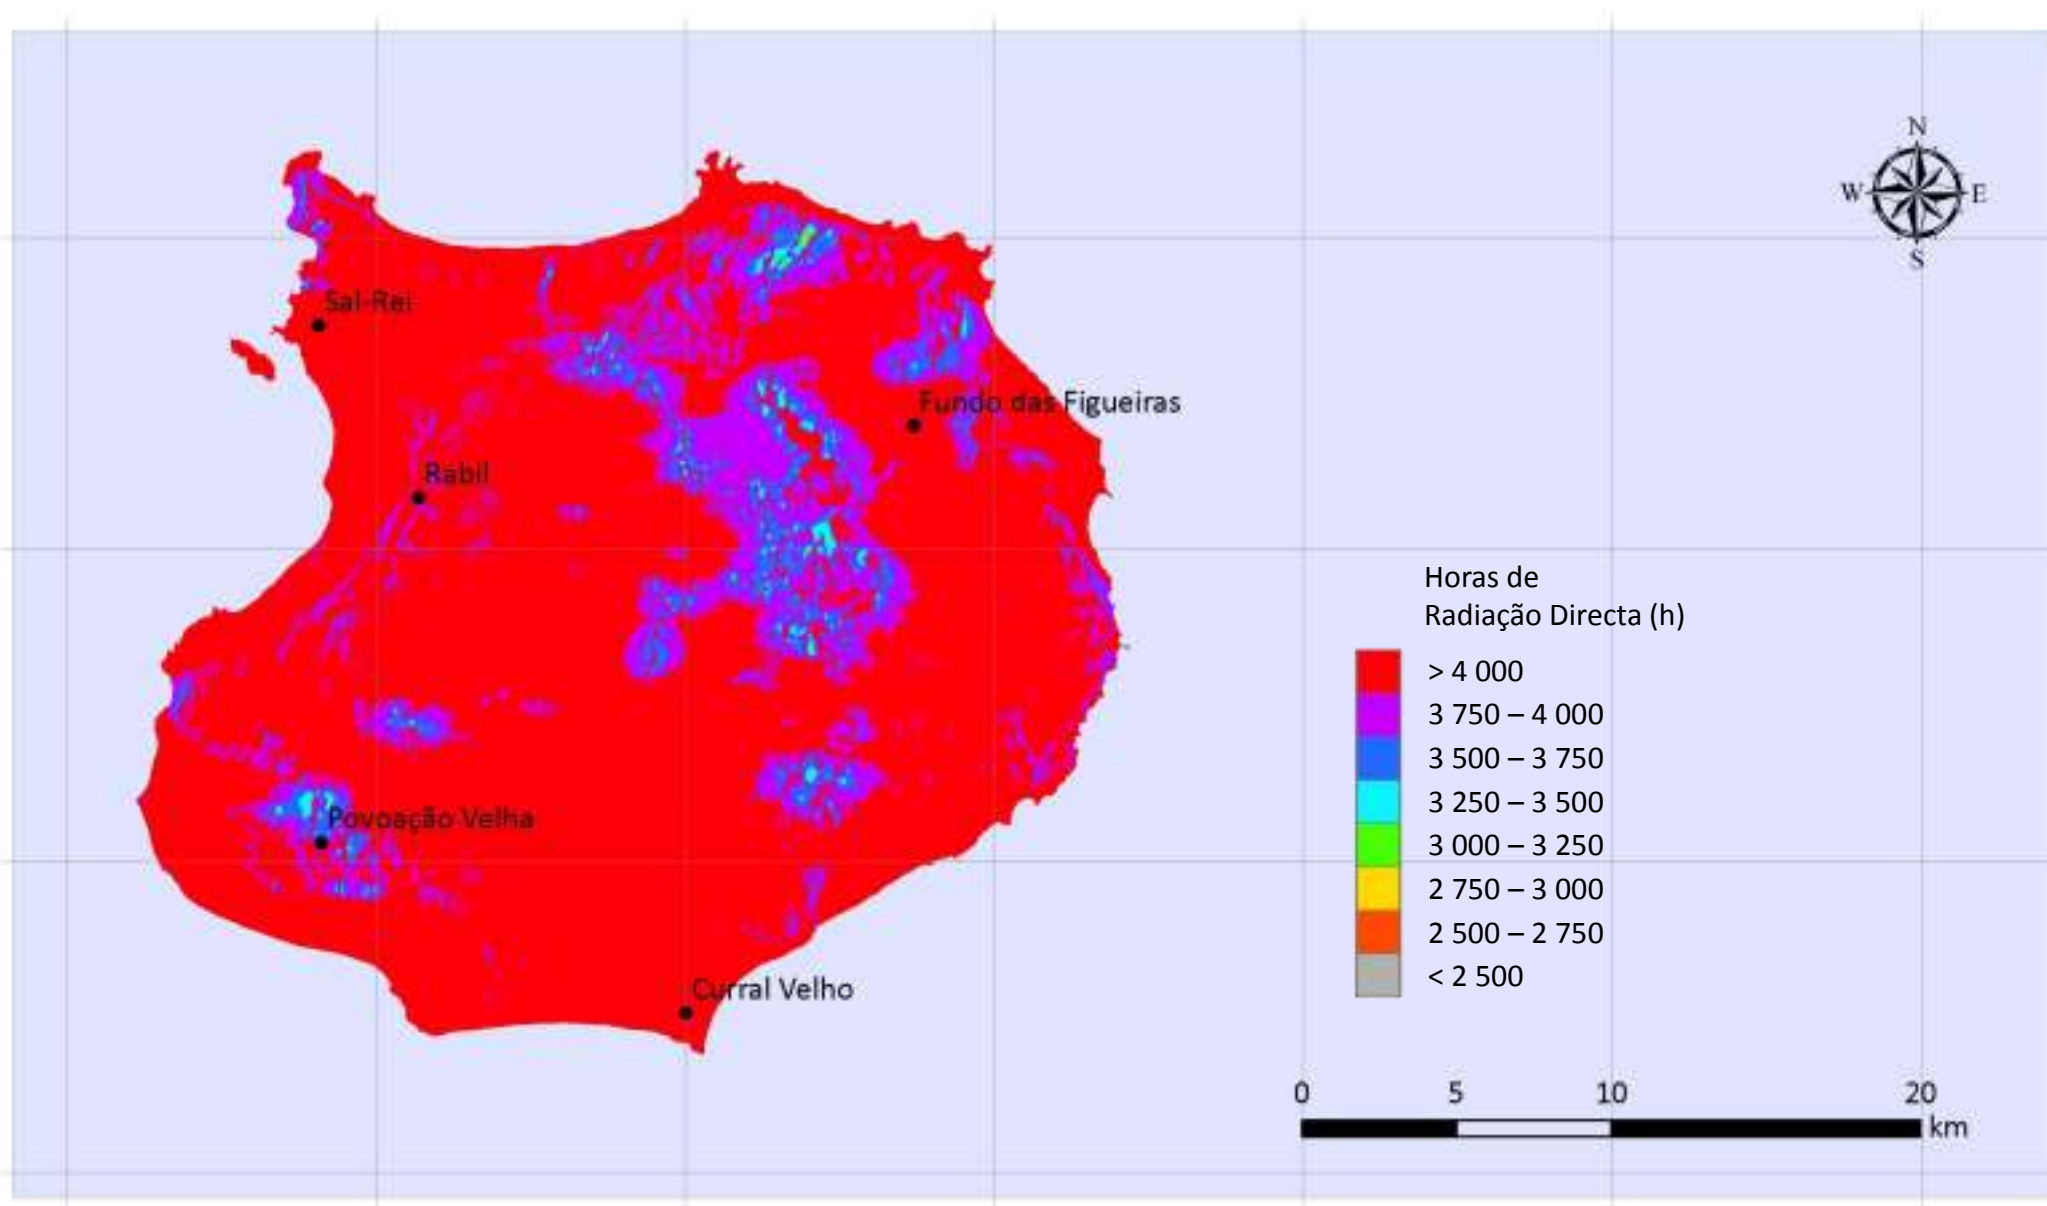 N
W E
S
Sal-Rei
Fundo das Figueiras
Rabil
Povoação Velha
Curral Velho
Horas de
Radiação Directa (h)
> 4 000
3 750 – 4 000
3 500 – 3 750
3 250 – 3 500
3 000 – 3 250
2 750 – 3 000
2 500 – 2 750
< 2 500
0 5 10 20
km